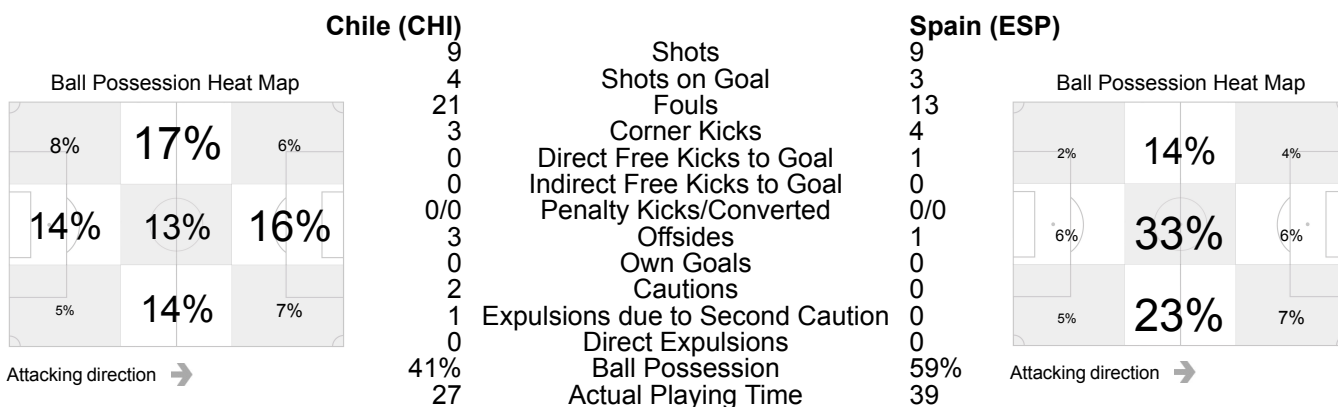 Chile (CHI) Spain (ESP)
9 Shots 9
4 Shots on Goal 3
21 Fouls 13
3 Corner Kicks 4
0 Direct Free Kicks to Goal 1
0 Indirect Free Kicks to Goal 0
0/0 Penalty Kicks/Converted 0/0
3 Offsides 1
0 Own Goals 0
2 Cautions 0
1 Expulsions due to Second Caution 0
0 Direct Expulsions 0
41% Ball Possession 59%
27 Actual Playing Time 39
Ball Possession Heat Map
8% 17% 6%
14% 13% 16%
5% 14% 7%
Attacking direction
Ball Possession Heat Map
2% 14% 4%
6% 33% 6%
5% 23% 7%
Attacking direction